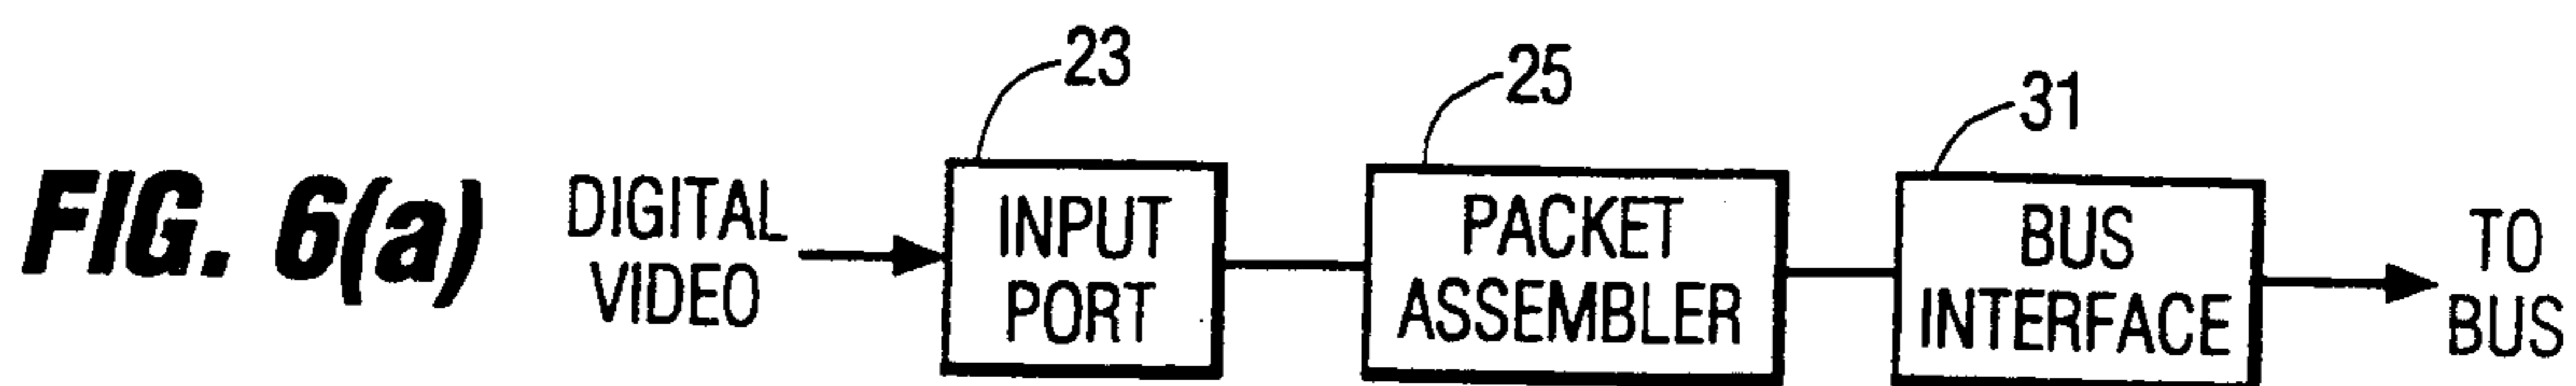 FIG. 6(a)
DIGITAL
VIDEO
23
INPUT
PORT
25
PACKET
ASSEMBLER
31
BUS
INTERFACE
TO
BUS